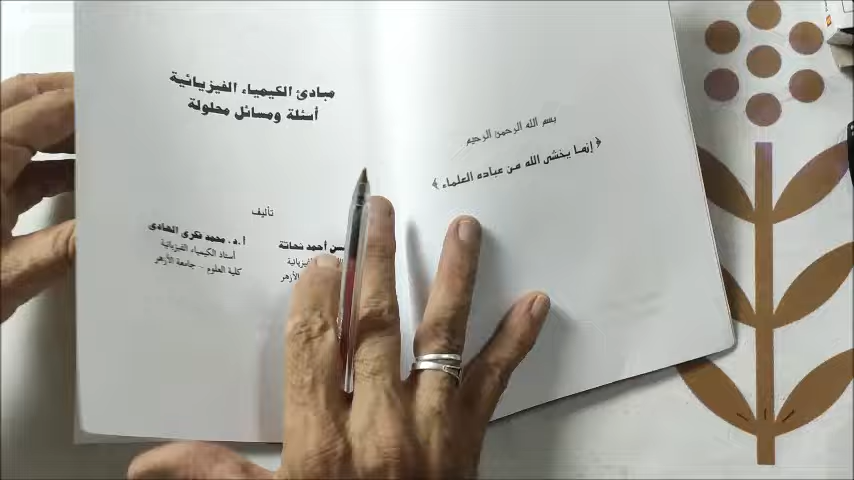 بسم الله الرحمن الرحيم
﴿ إنما يخشى الله من عباده العلماء ﴾
مبادئ الكيمياء الفيزيائية
أسئلة ومسائل محلولة
تأليف
أحمد شحاتة
أ.د. محمد فكرى الهادى
أستاذ الكيمياء الفيزيائية
كلية العلوم - جامعة الأزهر